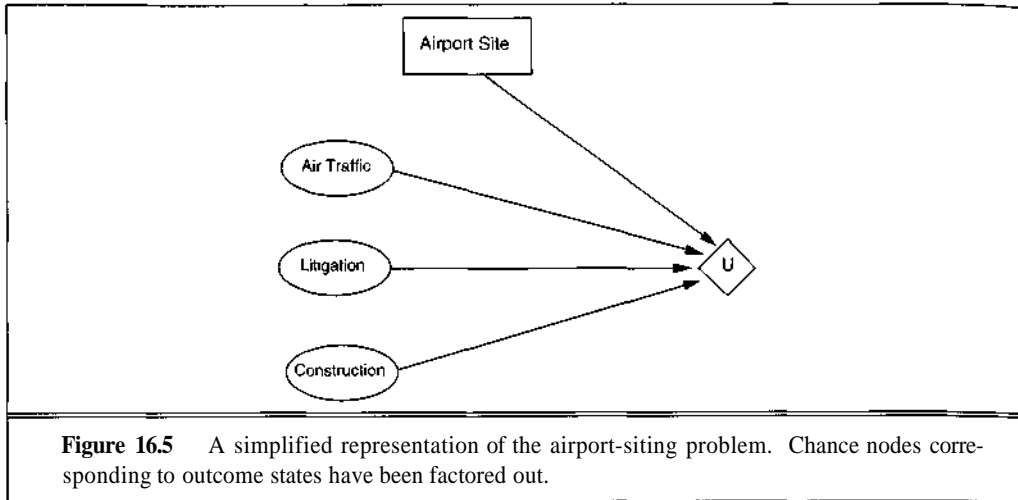 Airport Site
Air Traffic
Litigation
U
Construction
Figure 16.5 A simplified representation of the airport-siting problem. Chance nodes corre-
sponding to outcome states have been factored out.